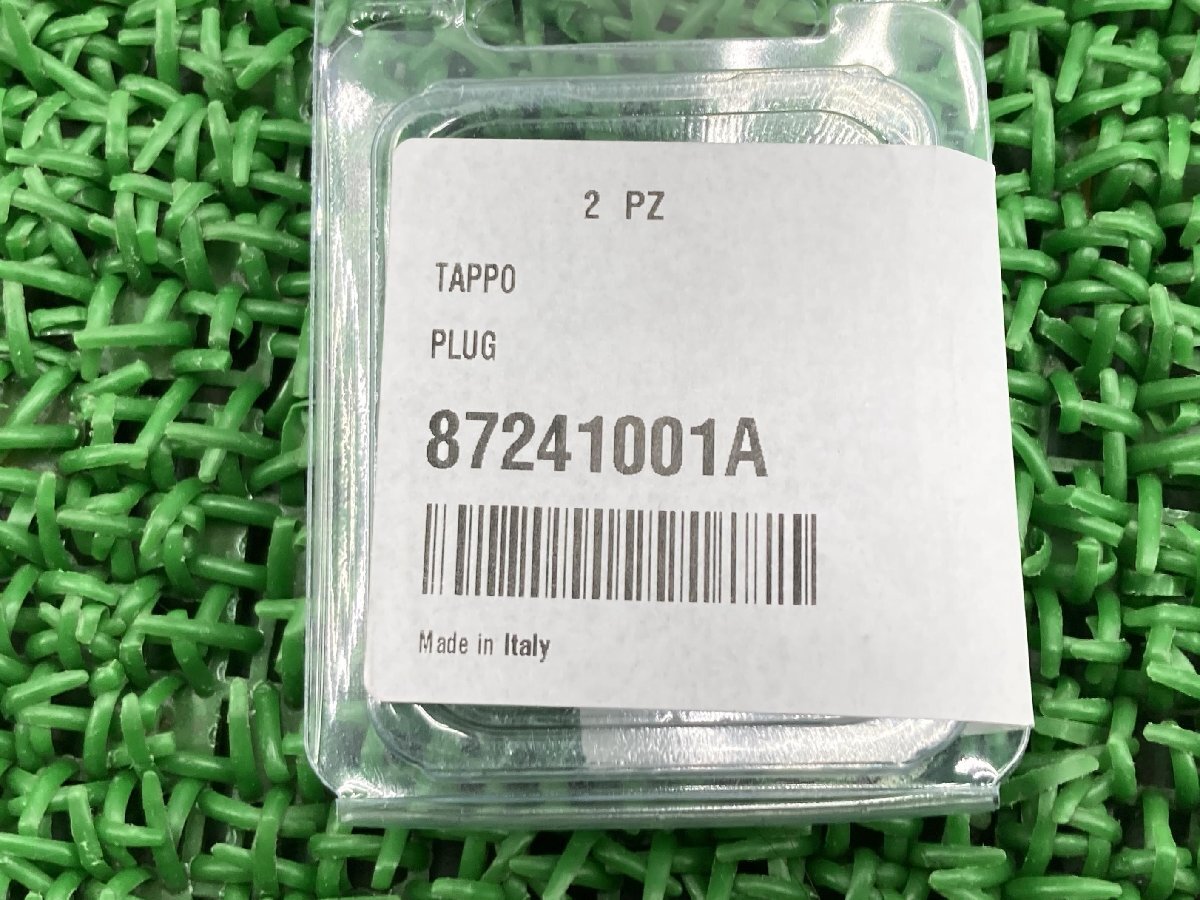 2 PZ
TAPPO
PLUG
87241001A
Made in Italy